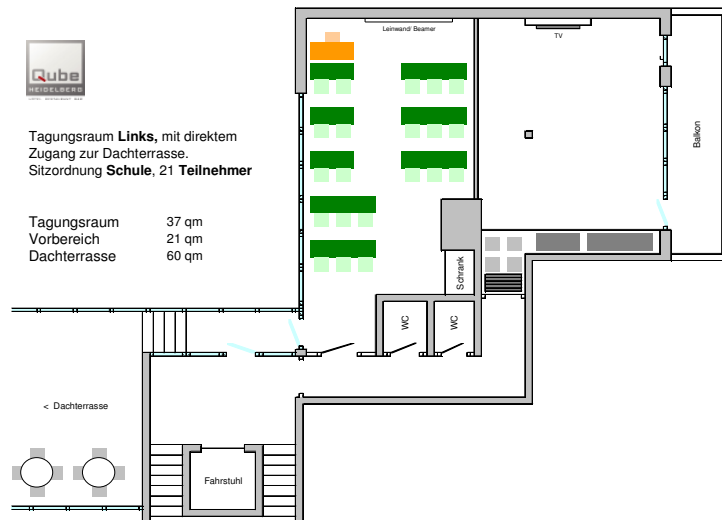 Qube
HEIDELBERG
Tagungsraum Links, mit direktem
Zugang zur Dachterrasse.
Sitzordnung Schule, 21 Teilnehmer
Tagungsraum 37 qm
Vorbereich 21 qm
Dachterrasse 60 qm
Leinwand/ Beamer
TV
Balkon
Schrank
WC
WC
< Dachterrasse
Fahrstuhl